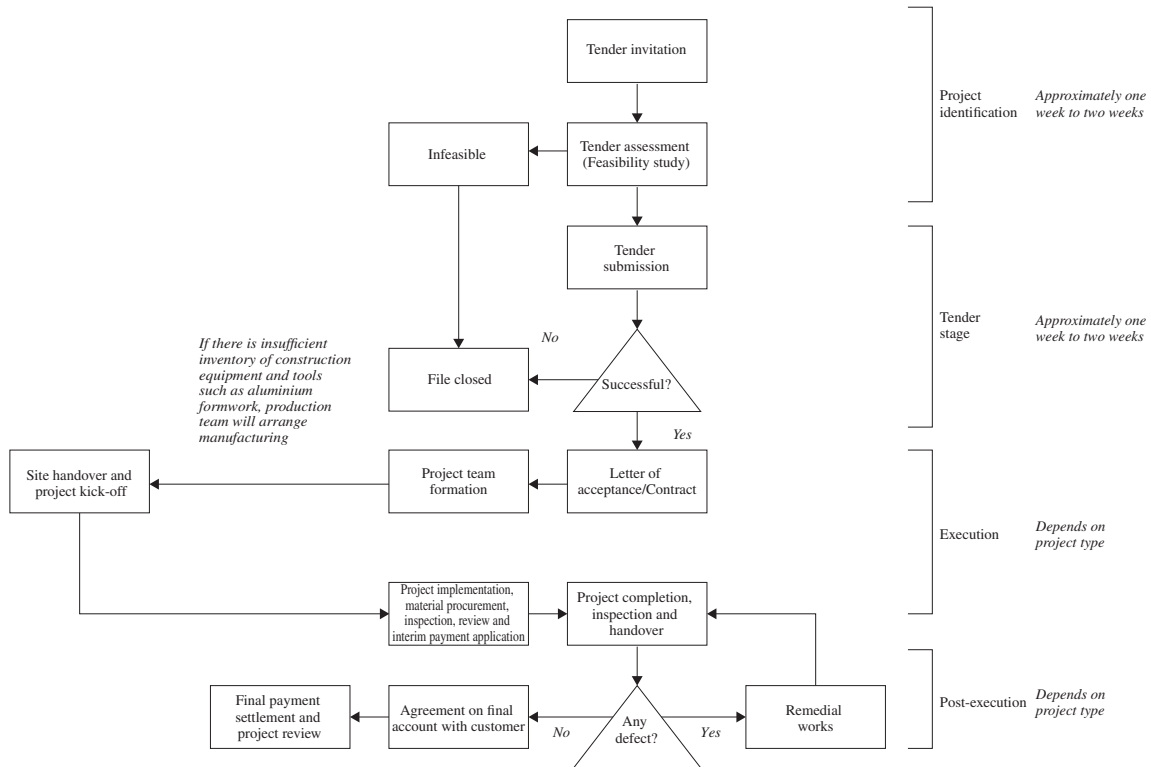 Tender invitation
Project
identification
Approximately one
week to two weeks
Infeasible
Tender assessment
(Feasibility study)
Tender
submission
Tender
stage
Approximately one
week to two weeks
If there is insufficient
inventory of construction
equipment and tools
such as aluminium
formwork, production
team will arrange
manufacturing
No
File closed
Successful?
Yes
Site handover and
project kick-off
Project team
formation
Letter of
acceptance/Contract
Execution
Depends on
project type
Project implementation,
material procurement,
inspection, review and
interim payment application
Project completion,
inspection and
handover
Final payment
settlement and
project review
Agreement on final
account with customer
No
Any
defect?
Yes
Remedial
works
Post-execution
Depends on
project type